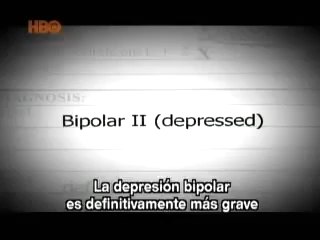 HBO
DIAGNOSIS:
Bipolar II (depressed)
La depresión bipolar
es definitivamente más grave